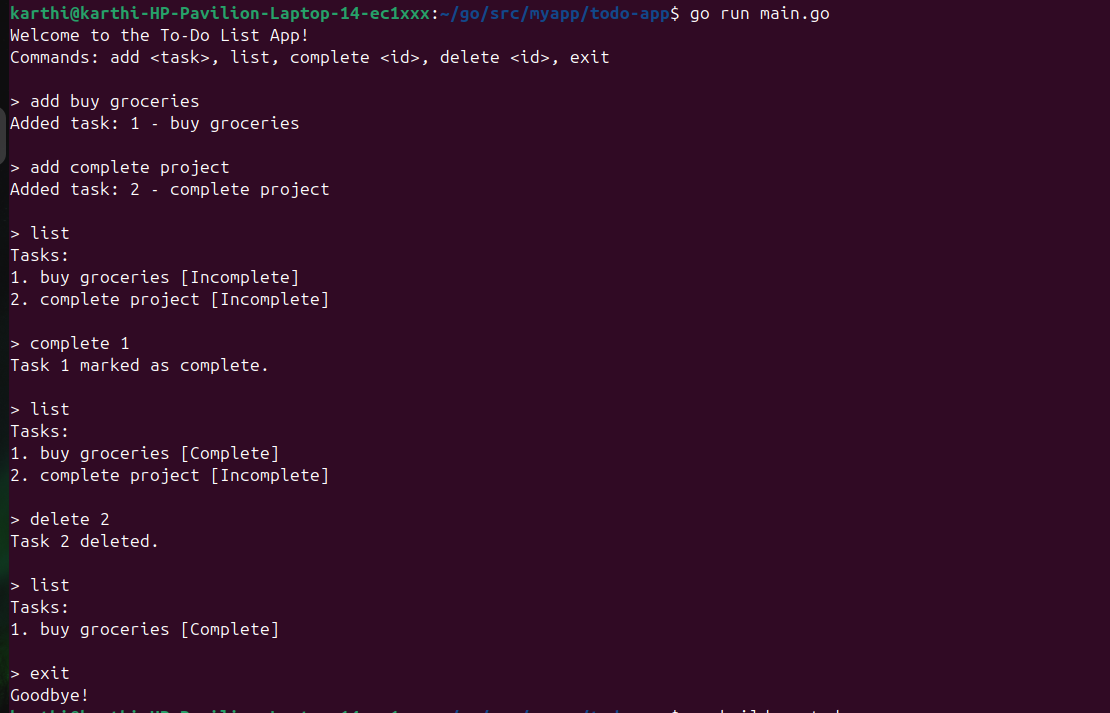 karthi@karthi-HP-Pavilion-Laptop-14-ec1xxx:~/go/src/myapp/todo-app$ go run main.go
Welcome to the To-Do List App!
Commands: add <task>, list, complete <id>, delete <id>, exit
> add buy groceries
Added task: 1 - buy groceries
> add complete project
Added task: 2 - complete project
> list
Tasks:
1. buy groceries [Incomplete]
2. complete project [Incomplete]
> complete 1
Task 1 marked as complete.
> list
Tasks:
1. buy groceries [Complete]
2. complete project [Incomplete]
> delete 2
Task 2 deleted.
> list
Tasks:
1. buy groceries [Complete]
> exit
Goodbye!